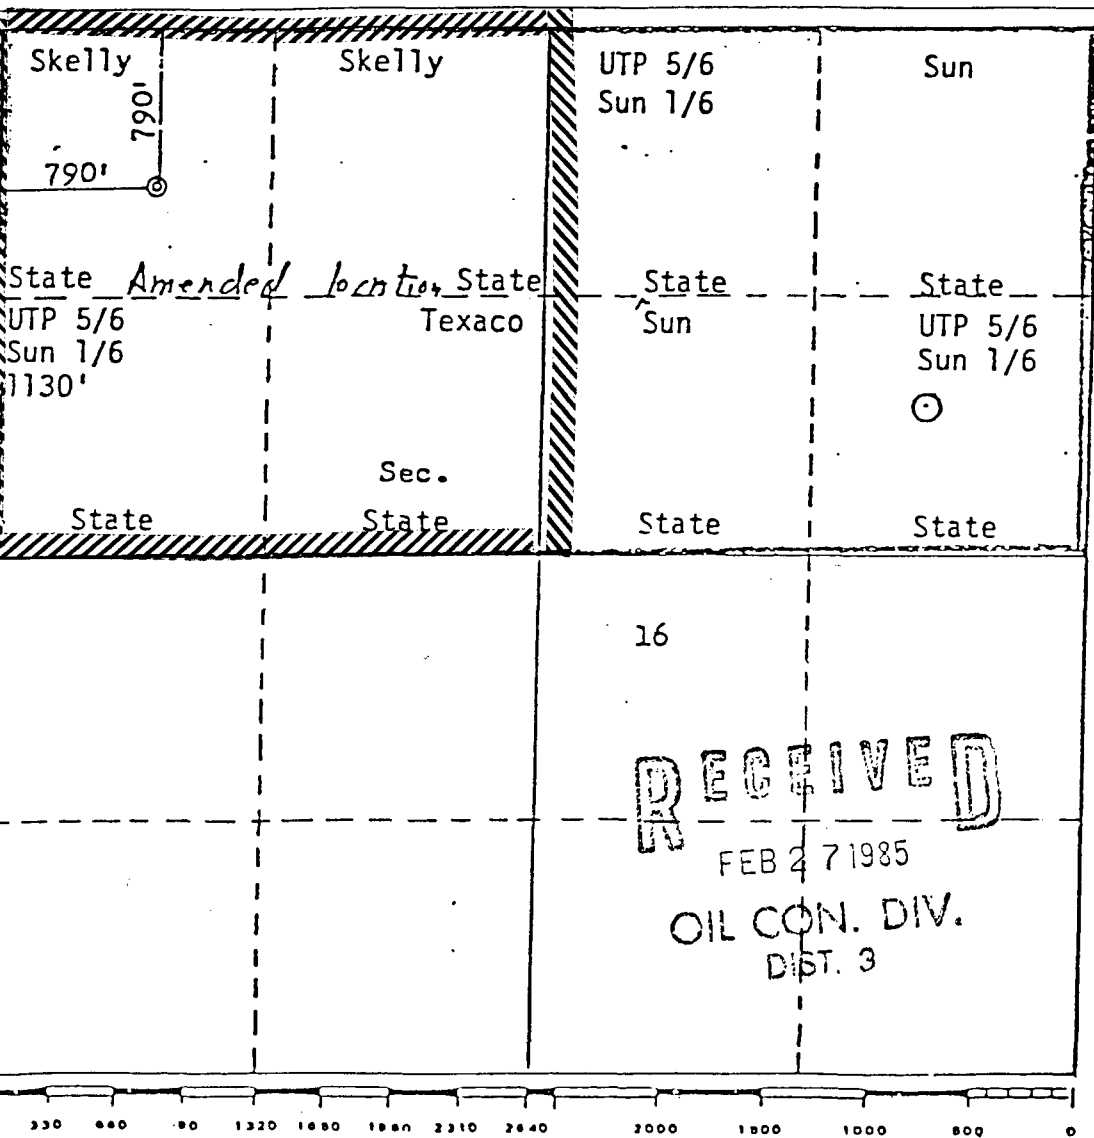 Skelly
Skelly
UTP 5/6
Sun 1/6
Sun
790'
790'
State Amended location State
State
State
UTP 5/6
Sun 1/6
1130'
Texaco
Sun
UTP 5/6
Sun 1/6
Sec.
State
State
State
State
16
RECEIVED
FEB 27 1985
OIL CON. DIV.
DIST. 3
330 660 90 1320 1650 1980 2310 2640 2000 1500 1000 500 0